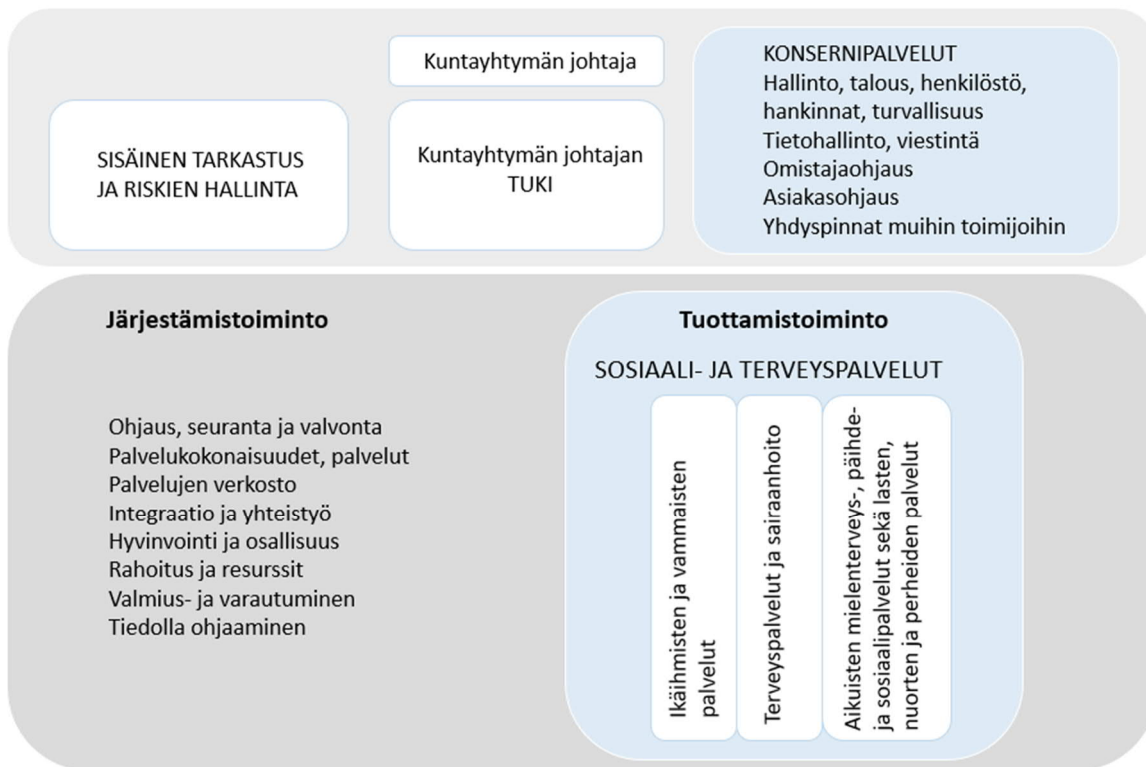 Kuntayhtymän johtaja
SISÄINEN TARKASTUS
JA RISKIEN HALLINTA
Kuntayhtymän johtajan
TUKI
KONSERNIPALVELUT
Hallinto, talous, henkilöstö,
hankinnat, turvallisuus
Tietohallinto, viestintä
Omistajaohjaus
Asiakasohjaus
Yhdyspinnat muihin toimijoihin
Järjestämistoiminto
Ohjaus, seuranta ja valvonta
Palvelukokonaisuudet, palvelut
Palvelujen verkosto
Integraatio ja yhteistyö
Hyvinvointi ja osallisuus
Rahoitus ja resurssit
Valmius- ja varautuminen
Tiedolla ohjaaminen
Tuottamistoiminto
SOSIAALI- JA TERVEYSPALVELUT
Ikäihmisten ja vammaisten
palvelut
Terveyspalvelut ja sairaanhoito
Aikuisten mielenterveys-, päihde-
ja sosiaalipalvelut sekä lasten,
nuorten ja perheiden palvelut